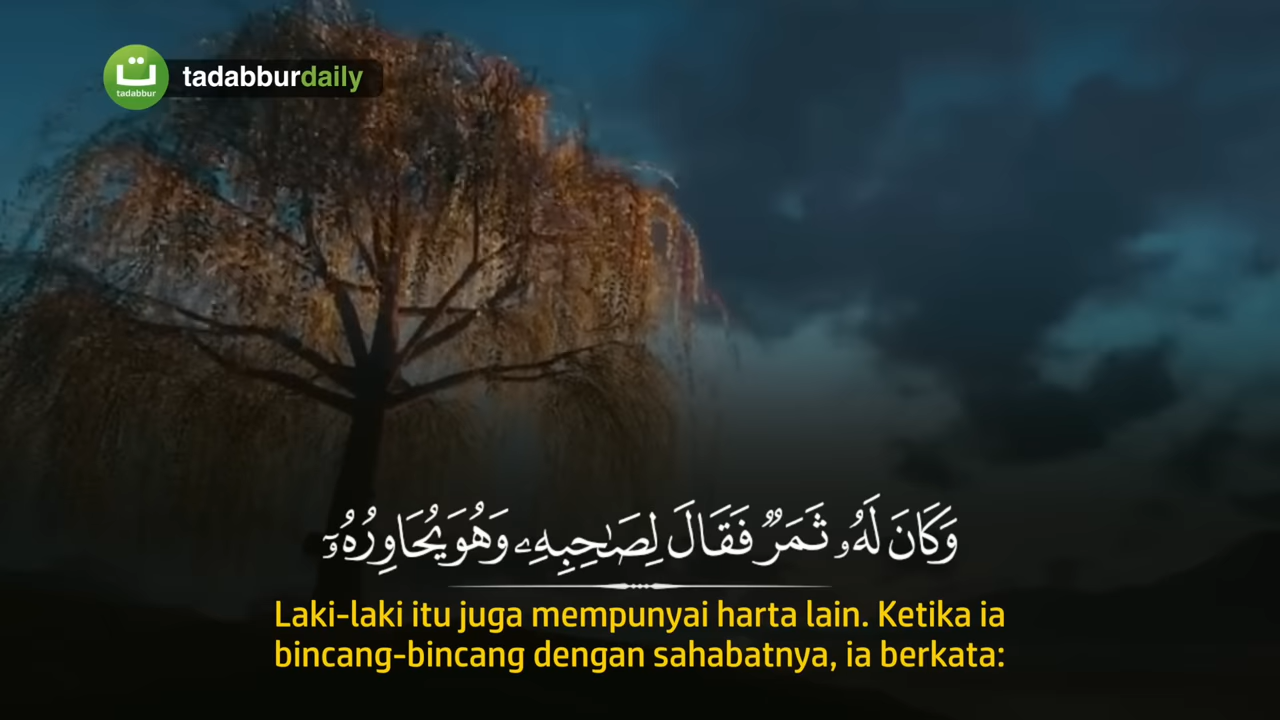 ت
tadabbur
tadabburdaily
وَكَانَ لَهُۥ ثَمَرٌ فَقَالَ لِصَـٰحِبِهِۦ وَهُوَ يُحَاوِرُهُۥٓ
Laki-laki itu juga mempunyai harta lain. Ketika ia
bincang-bincang dengan sahabatnya, ia berkata: